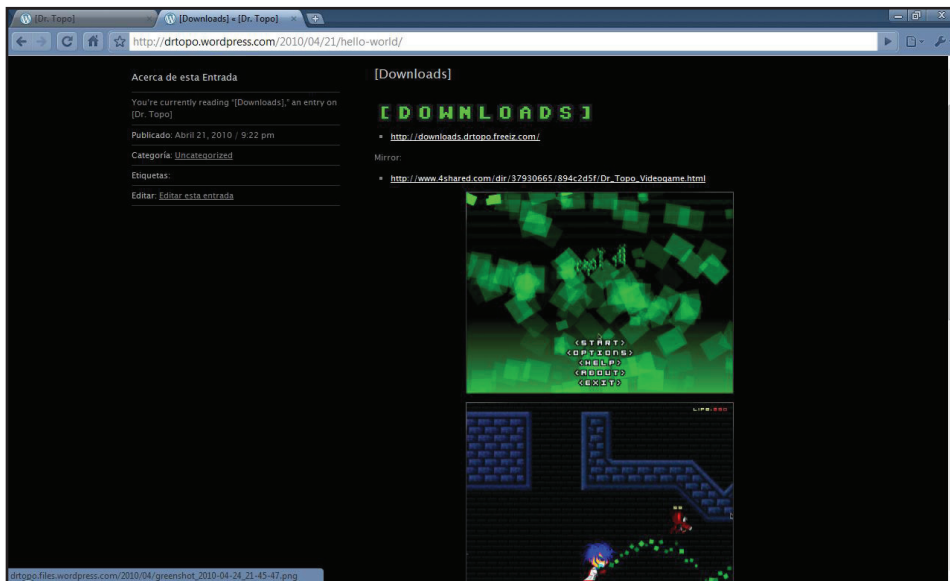 [Dr. Topo]
[Downloads] « [Dr. Topo]
http://drtopo.wordpress.com/2010/04/21/hello-world/
Acerca de esta Entrada
You're currently reading "[Downloads]," an entry on
[Dr. Topo]
Publicado: Abril 21, 2010 / 9:22 pm
Categoría: Uncategorized
Etiquetas:
Editar: Editar esta entrada
[Downloads]
[DOWNLOADS]
http://downloads.drtopo.freeiz.com/
Mirror:
http://www.4shared.com/dir/37930665/894c2d5f/Dr_Topo_Videogame.html
<START>
<OPTIONS>
<HELP>
<ABOUT>
<EXIT>
drtopo.files.wordpress.com/2010/04/greenshot_2010-04-24_21-45-47.png